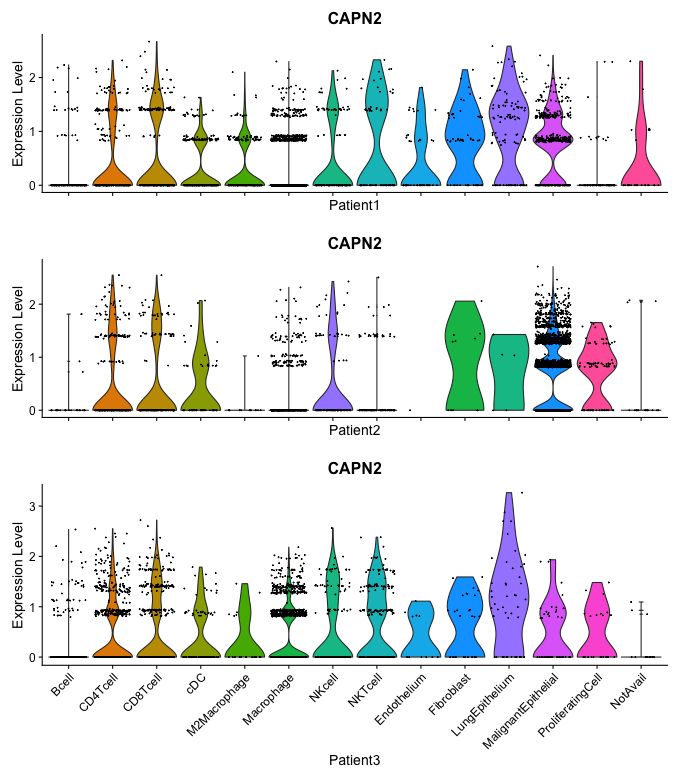 CAPN2
Expression Level
2
1
0
Patient1
CAPN2
Expression Level
2
1
0
Patient2
CAPN2
Expression Level
3
2
1
0
Bcell
CD4Tcell
CD8Tcell
cDC
M2Macrophage
Macrophage
NKcell
NKTcell
Endothelium
Fibroblast
LungEpithelium
MalignantEpithelial
ProliferatingCell
NotAvail
Patient3